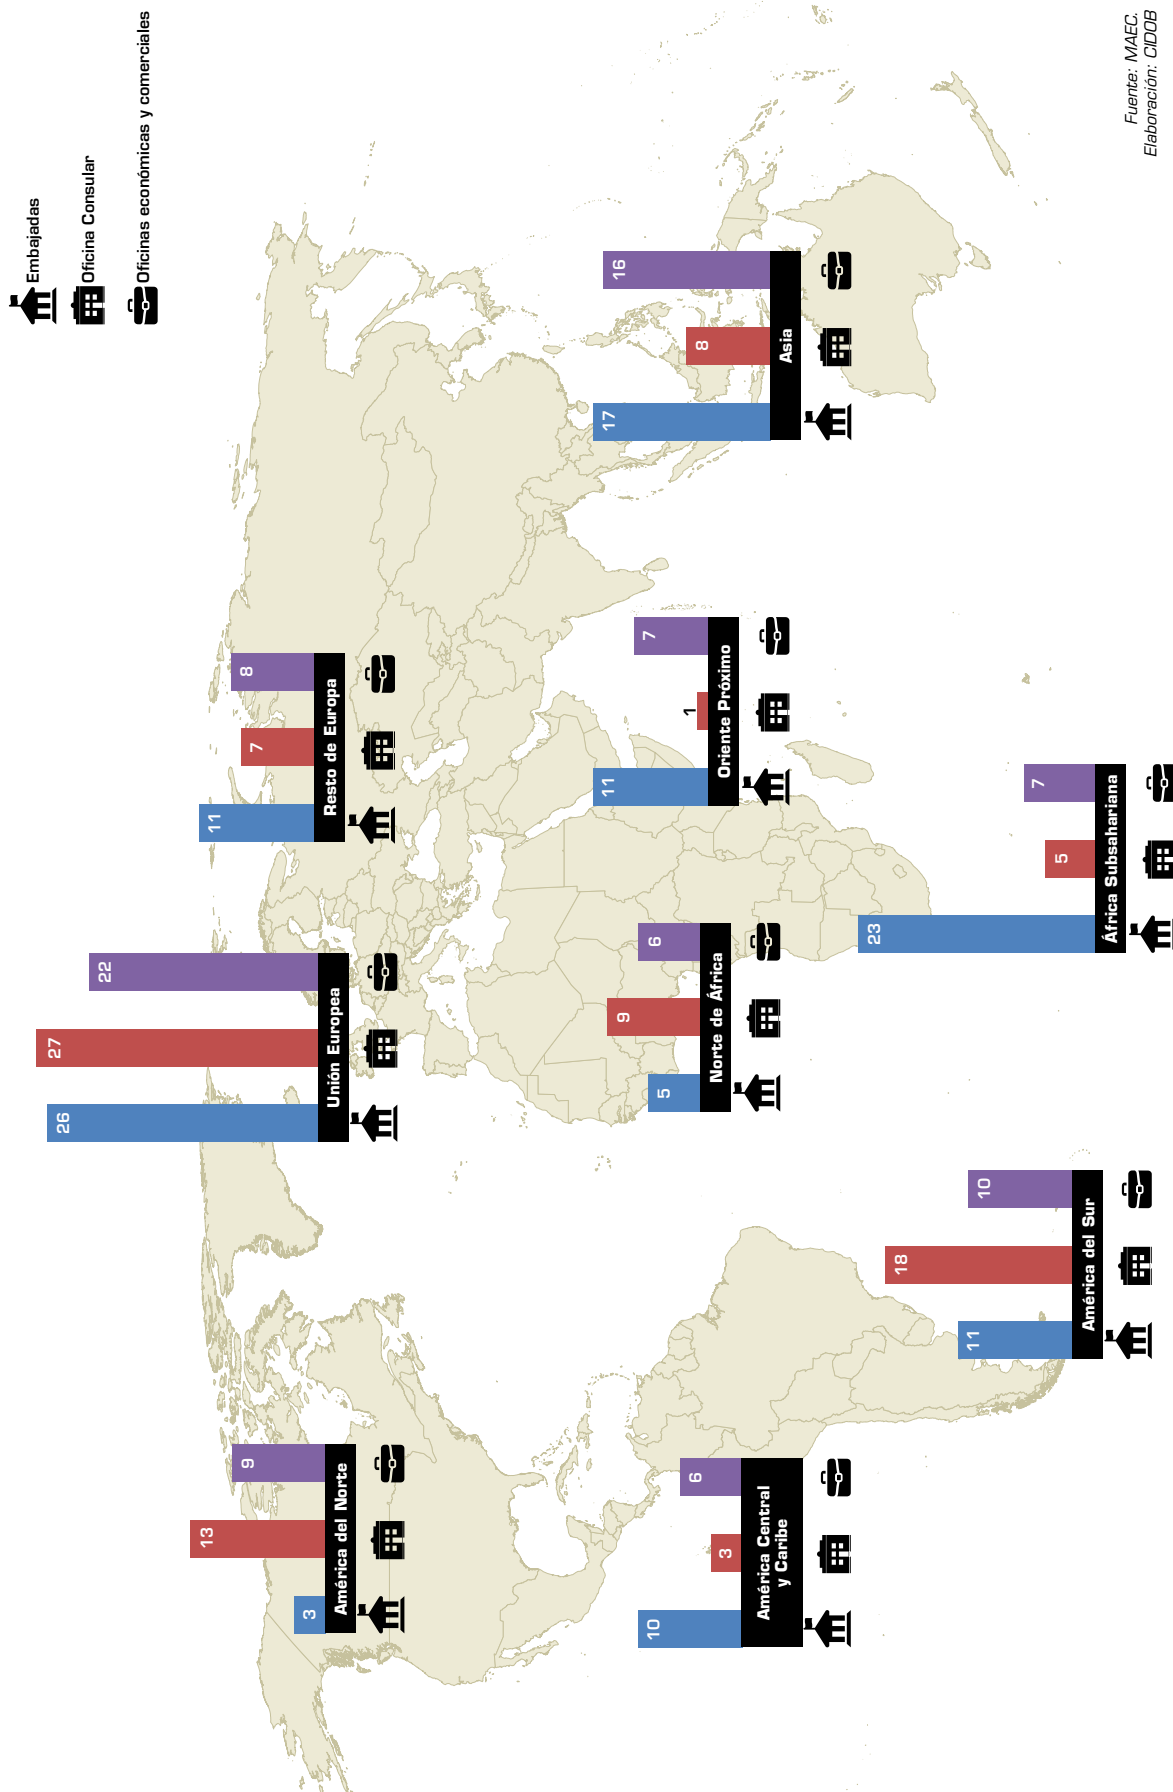 Embajadas
Oficina Consular
Oficinas económicas y comerciales
3
13
9
América del Norte
26
27
22
Unión Europea
11
7
8
Resto de Europa
10
3
6
América Central
y Caribe
5
9
6
Norte de África
11
1
7
Oriente Próximo
17
8
16
Asia
11
18
10
América del Sur
23
5
7
África Subsahariana
Fuente: MAEC.
Elaboración: CIDOB